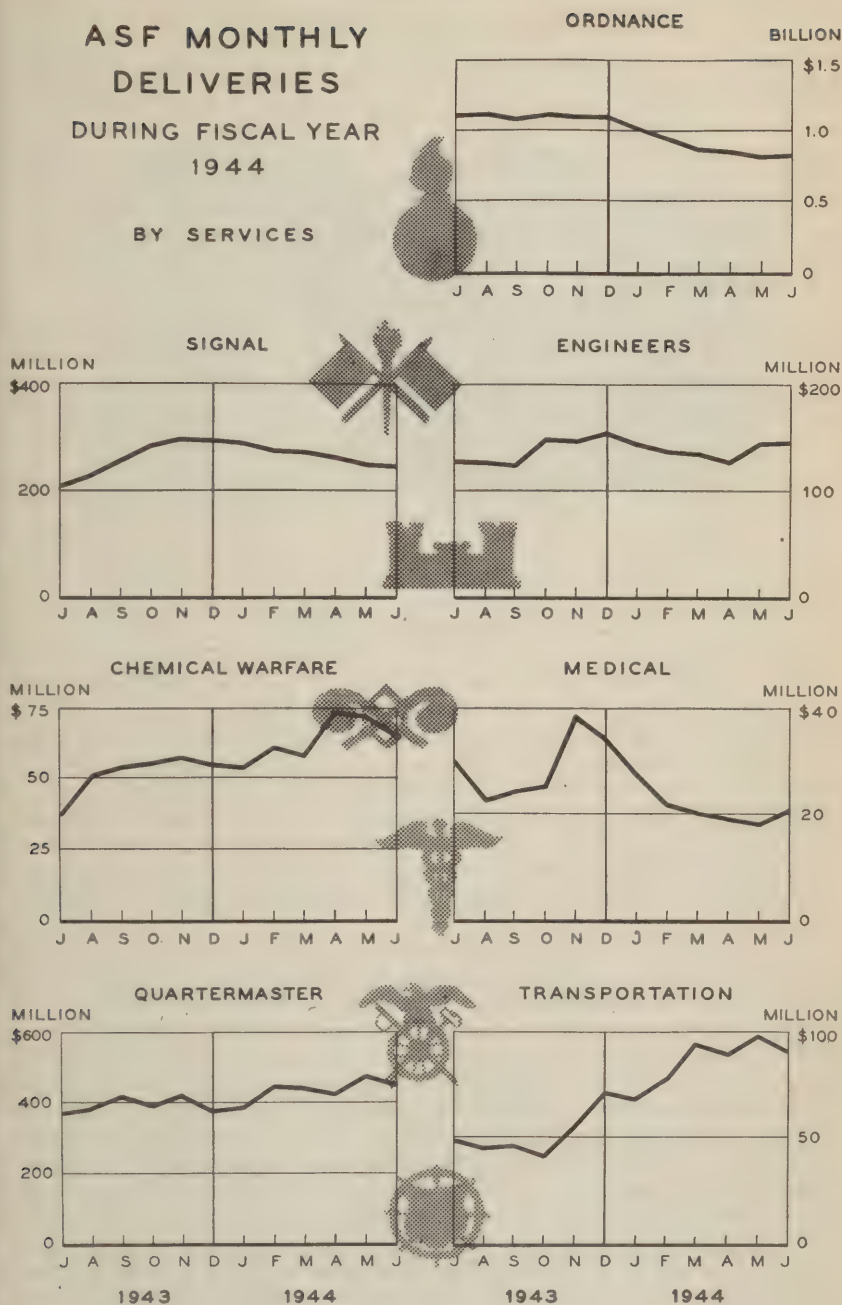 ASF MONTHLY
DELIVERIES
DURING FISCAL YEAR
1944
BY SERVICES
ORDNANCE
BILLION
$1.5
1.0
0.5
0
J A S O N D J F M A M J
SIGNAL
MILLION
$400
200
0
J A S O N D J F M A M J
ENGINEERS
MILLION
$200
100
0
J A S O N D J F M A M J
CHEMICAL WARFARE
MILLION
$75
50
25
0
J A S O N D J F M A M J
MEDICAL
MILLION
$40
20
0
J A S O N D J F M A M J
QUARTERMASTER
MILLION
$600
400
200
0
J A S O N D J F M A M J
1943 1944
TRANSPORTATION
MILLION
$100
50
0
J A S O N D J F M A M J
1943 1944